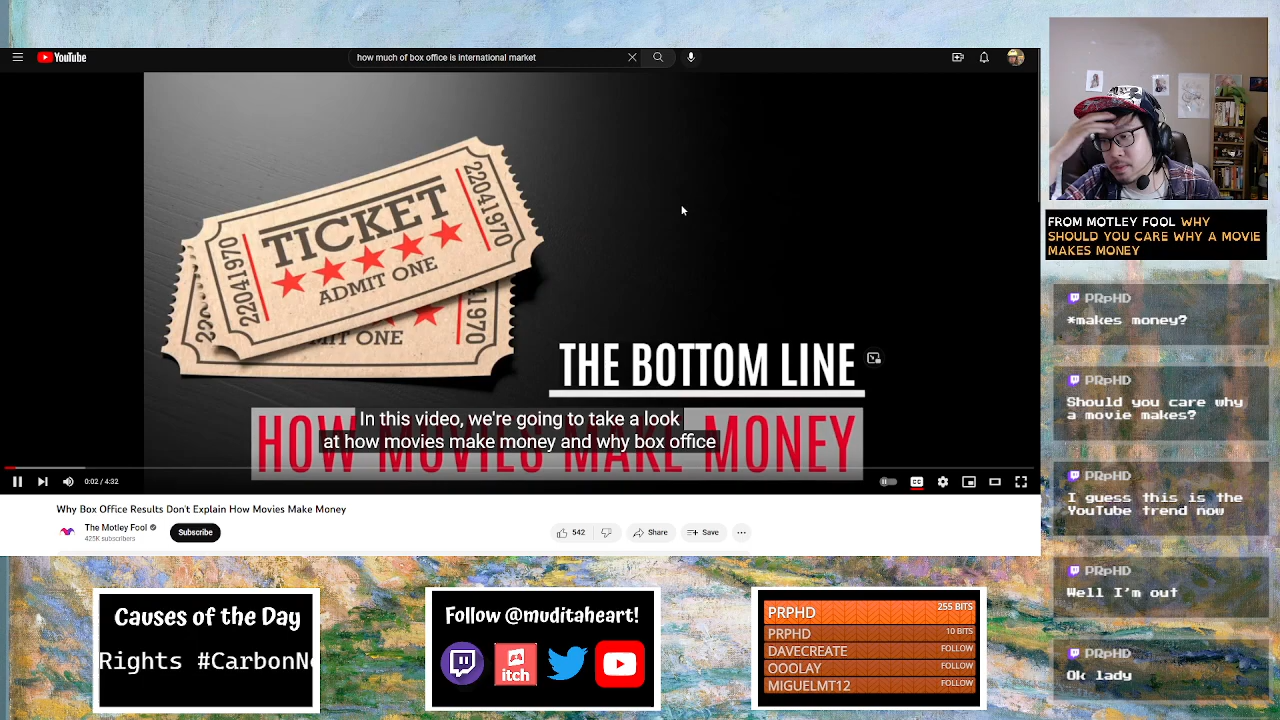 YouTube
how much of box office is international market
TICKET
ADMIT ONE
22041970
22041970
22041970
THE BOTTOM LINE
HOW MOVIES MAKE MONEY
In this video, we're going to take a look
at how movies make money and why box office
0:02 / 4:32
CC
Why Box Office Results Don't Explain How Movies Make Money
The Motley Fool
425K subscribers
Subscribe
542
Share
Save
FROM MOTLEY FOOL WHY
SHOULD YOU CARE WHY A MOVIE
MAKES MONEY
PRpHD
*makes money?
PRpHD
Should you care why
a movie makes?
PRpHD
I guess this is the
YouTube trend now
PRpHD
Well I'm out
PRpHD
Ok lady
Causes of the Day
Rights #CarbonN
Follow @muditaheart!
itch
PRPHD 255 BITS
PRPHD 10 BITS
DAVECREATE FOLLOW
OOOLAY FOLLOW
MIGUELMT12 FOLLOW